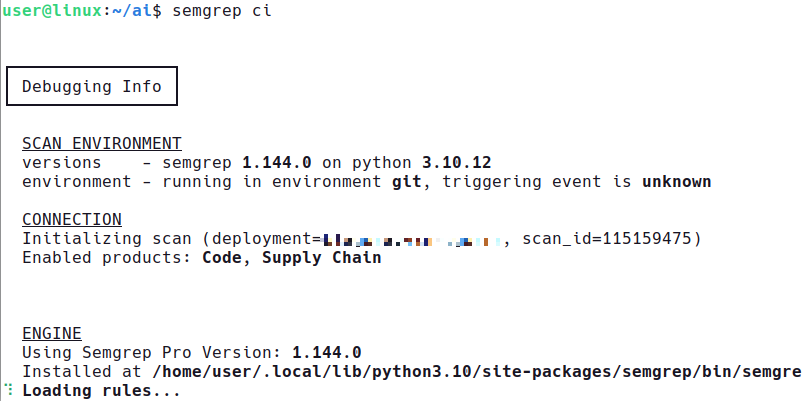 user@linux:~/ai$ semgrep ci
Debugging Info
SCAN ENVIRONMENT
versions    - semgrep 1.144.0 on python 3.10.12
environment - running in environment git, triggering event is unknown
CONNECTION
Initializing scan (deployment=, scan_id=115159475)
Enabled products: Code, Supply Chain
ENGINE
Using Semgrep Pro Version: 1.144.0
Installed at /home/user/.local/lib/python3.10/site-packages/semgrep/bin/semgre
Loading rules...